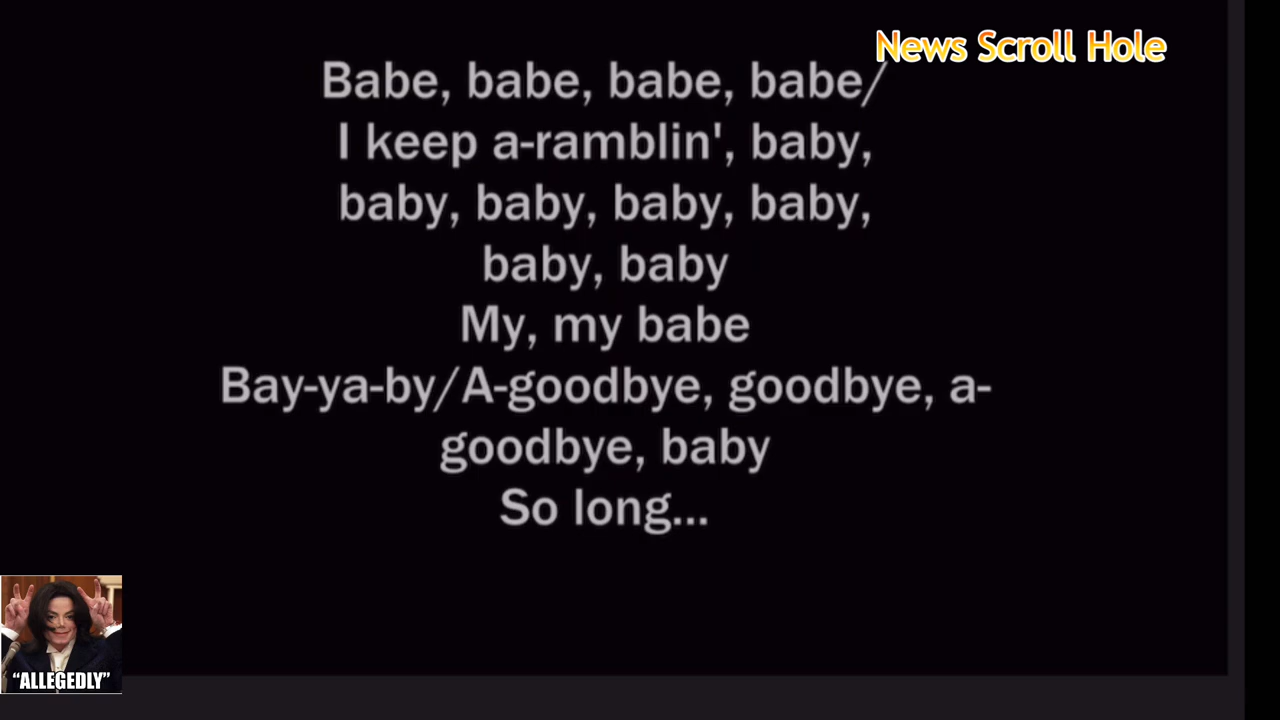 News Scroll Hole
Babe, babe, babe, babe/
I keep a-ramblin', baby,
baby, baby, baby, baby,
baby, baby
My, my babe
Bay-ya-by/A-goodbye, goodbye, a-
goodbye, baby
So long...
“ALLEGEDLY”